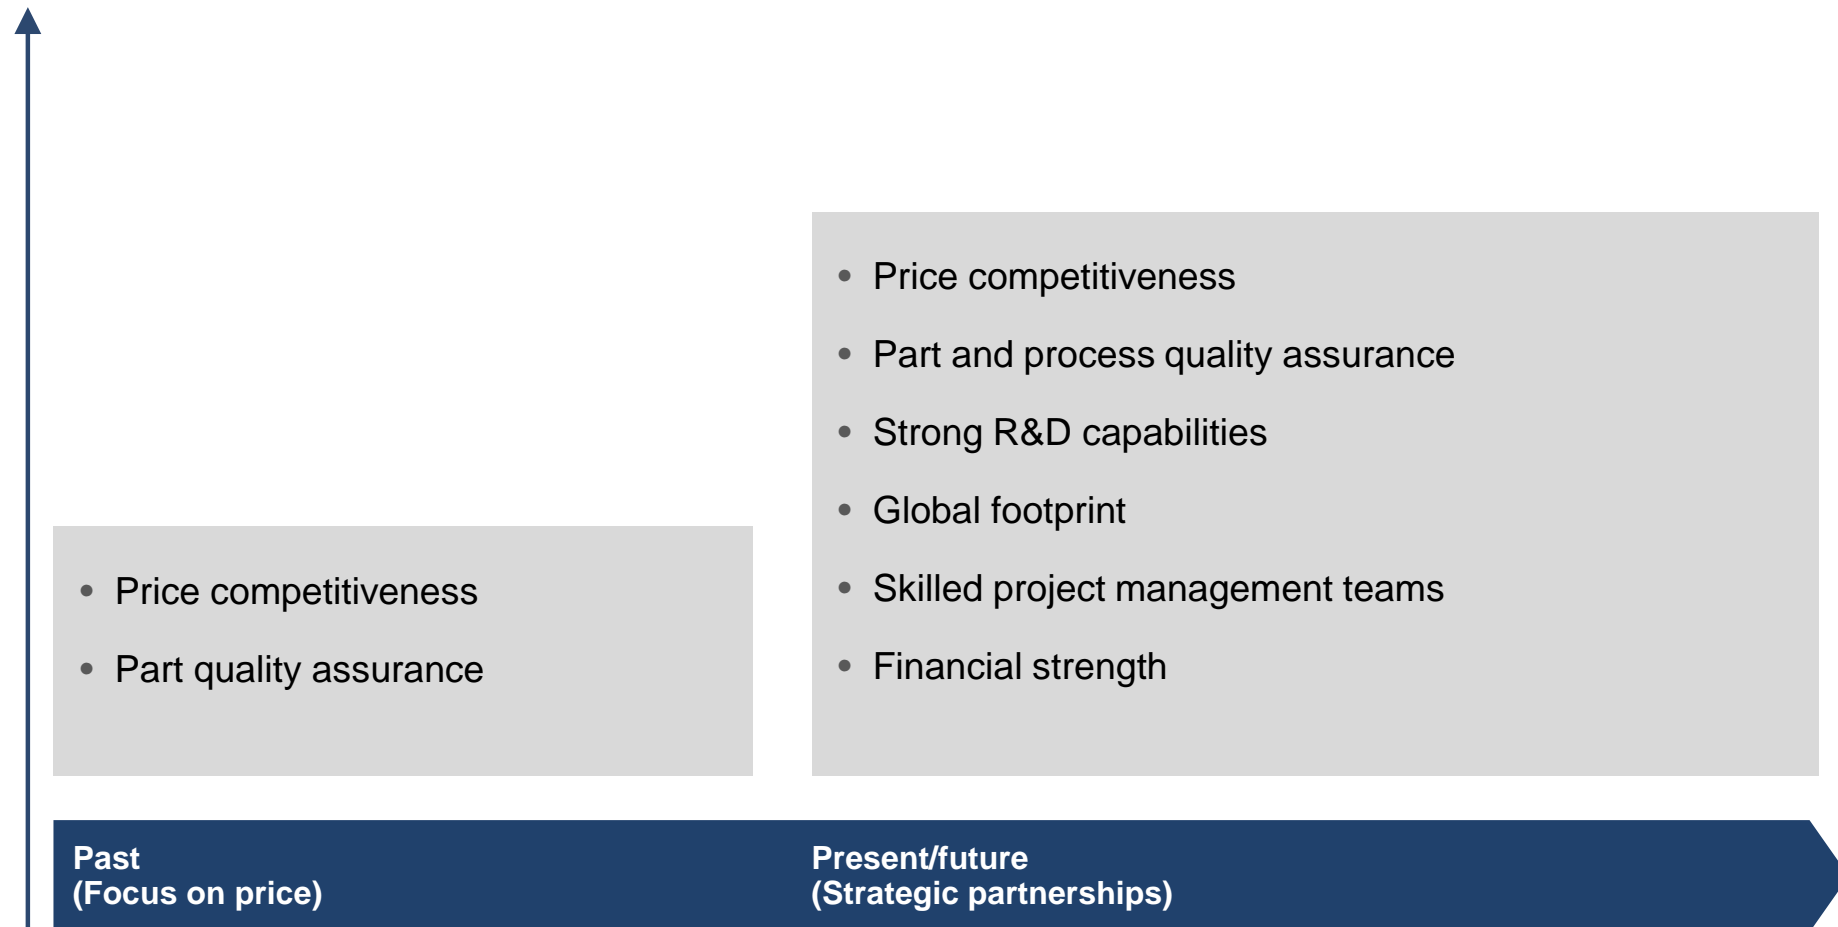 • Price competitiveness
• Part quality assurance
• Price competitiveness
• Part and process quality assurance
• Strong R&D capabilities
• Global footprint
• Skilled project management teams
• Financial strength
Past
(Focus on price)
Present/future
(Strategic partnerships)